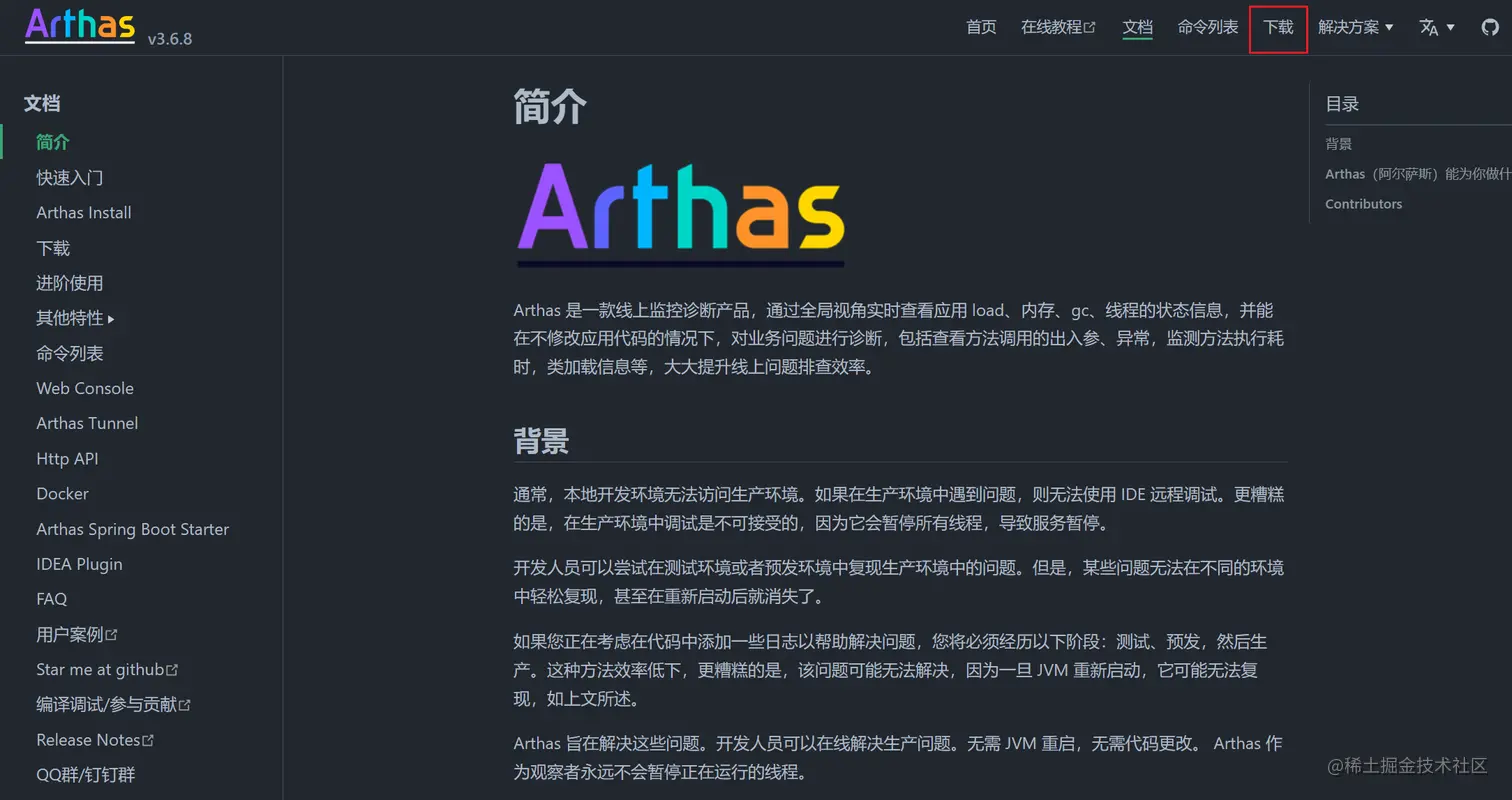 Arthas v3.6.8
首页 在线教程 文档 命令列表 下载 解决方案
文档
简介
快速入门
Arthas Install
下载
进阶使用
其他特性
命令列表
Web Console
Arthas Tunnel
Http API
Docker
Arthas Spring Boot Starter
IDEA Plugin
FAQ
用户案例
Star me at github
编译调试/参与贡献
Release Notes
QQ群/钉钉群
简介
Arthas
Arthas 是一款线上监控诊断产品，通过全局视角实时查看应用 load、内存、gc、线程的状态信息，并能
在不修改应用代码的情况下，对业务问题进行诊断，包括查看方法调用的出入参、异常，监测方法执行耗
时，类加载信息等，大大提升线上问题排查效率。
背景
通常，本地开发环境无法访问生产环境。如果在生产环境中遇到问题，则无法使用 IDE 远程调试。更糟糕
的是，在生产环境中调试是不可接受的，因为它会暂停所有线程，导致服务暂停。
开发人员可以尝试在测试环境或者预发环境中复现生产环境中的问题。但是，某些问题无法在不同的环境
中轻松复现，甚至在重新启动后就消失了。
如果您正在考虑在代码中添加一些日志以帮助解决问题，您将必须经历以下阶段：测试、预发，然后生
产。这种方法效率低下，更糟糕的是，该问题可能无法解决，因为一旦 JVM 重新启动，它可能无法复
现，如上文所述。
Arthas 旨在解决这些问题。开发人员可以在线解决生产问题。无需 JVM 重启，无需代码更改。 Arthas 作
为观察者永远不会暂停正在运行的线程。
目录
背景
Arthas（阿尔萨斯）能为你做什
Contributors
@稀土掘金技术社区